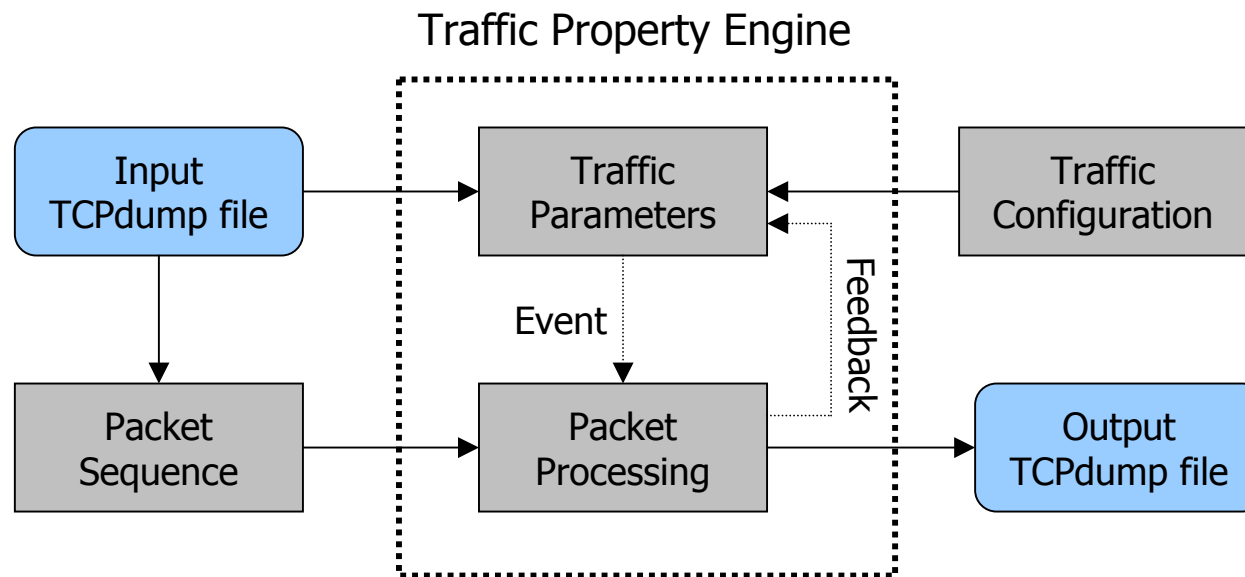 Traffic Property Engine
Input
TCPdump file
Traffic
Parameters
Traffic
Configuration
Event
Feedback
Packet
Sequence
Packet
Processing
Output
TCPdump file